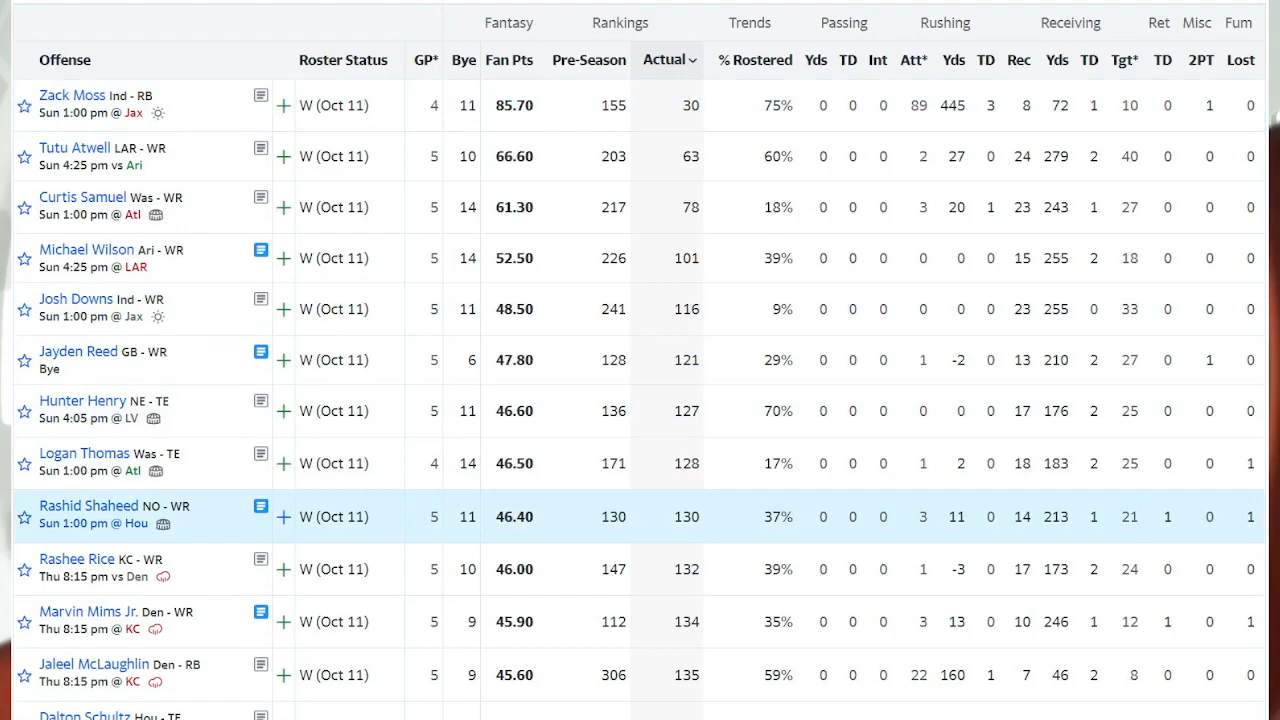 Fantasy Rankings Trends Passing Rushing Receiving Ret Misc Fum
Offense Roster Status GP* Bye Fan Pts Pre-Season Actual % Rostered Yds TD Int Att* Yds TD Rec Yds TD Tgt* TD 2PT Lost
Zack Moss Ind - RB
Sun 1:00 pm @ Jax
W (Oct 11) 4 11 85.70 155 30 75% 0 0 0 89 445 3 8 72 1 10 0 1 0
Tutu Atwell LAR - WR
Sun 4:25 pm vs Ari
W (Oct 11) 5 10 66.60 203 63 60% 0 0 0 2 27 0 24 279 2 40 0 0 0
Curtis Samuel Was - WR
Sun 1:00 pm @ Atl
W (Oct 11) 5 14 61.30 217 78 18% 0 0 0 3 20 1 23 243 1 27 0 0 0
Michael Wilson Ari - WR
Sun 4:25 pm @ LAR
W (Oct 11) 5 14 52.50 226 101 39% 0 0 0 0 0 0 15 255 2 18 0 0 0
Josh Downs Ind - WR
Sun 1:00 pm @ Jax
W (Oct 11) 5 11 48.50 241 116 9% 0 0 0 0 0 0 23 255 0 33 0 0 0
Jayden Reed GB - WR
Bye
W (Oct 11) 5 6 47.80 128 121 29% 0 0 0 1 -2 0 13 210 2 27 0 1 0
Hunter Henry NE - TE
Sun 4:05 pm @ LV
W (Oct 11) 5 11 46.60 136 127 70% 0 0 0 0 0 0 17 176 2 25 0 0 0
Logan Thomas Was - TE
Sun 1:00 pm @ Atl
W (Oct 11) 4 14 46.50 171 128 17% 0 0 0 1 2 0 18 183 2 25 0 0 1
Rashid Shaheed NO - WR
Sun 1:00 pm @ Hou
W (Oct 11) 5 11 46.40 130 130 37% 0 0 0 3 11 0 14 213 1 21 1 0 1
Rashee Rice KC - WR
Thu 8:15 pm vs Den
W (Oct 11) 5 10 46.00 147 132 39% 0 0 0 1 -3 0 17 173 2 24 0 0 0
Marvin Mims Jr. Den - WR
Thu 8:15 pm @ KC
W (Oct 11) 5 9 45.90 112 134 35% 0 0 0 3 13 0 10 246 1 12 1 0 1
Jaleel McLaughlin Den - RB
Thu 8:15 pm @ KC
W (Oct 11) 5 9 45.60 306 135 59% 0 0 0 22 160 1 7 46 2 8 0 0 0
Dalton Schultz Hou - TE